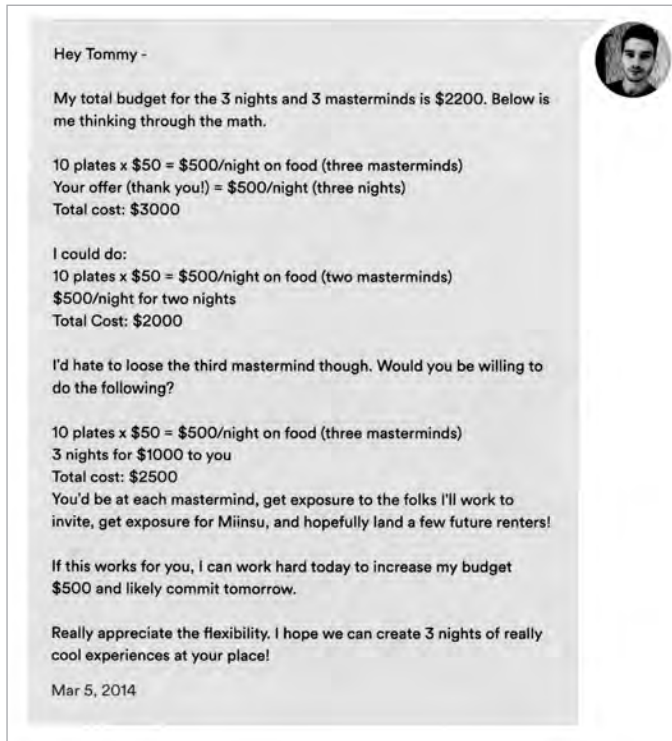 Hey Tommy -
My total budget for the 3 nights and 3 masterminds is $2200. Below is
me thinking through the math.
10 plates x $50 = $500/night on food (three masterminds)
Your offer (thank you!) = $500/night (three nights)
Total cost: $3000
I could do:
10 plates x $50 = $500/night on food (two masterminds)
$500/night for two nights
Total Cost: $2000
I'd hate to loose the third mastermind though. Would you be willing to
do the following?
10 plates x $50 = $500/night on food (three masterminds)
3 nights for $1000 to you
Total cost: $2500
You'd be at each mastermind, get exposure to the folks I'll work to
invite, get exposure for Miinsu, and hopefully land a few future renters!
If this works for you, I can work hard today to increase my budget
$500 and likely commit tomorrow.
Really appreciate the flexibility. I hope we can create 3 nights of really
cool experiences at your place!
Mar 5, 2014